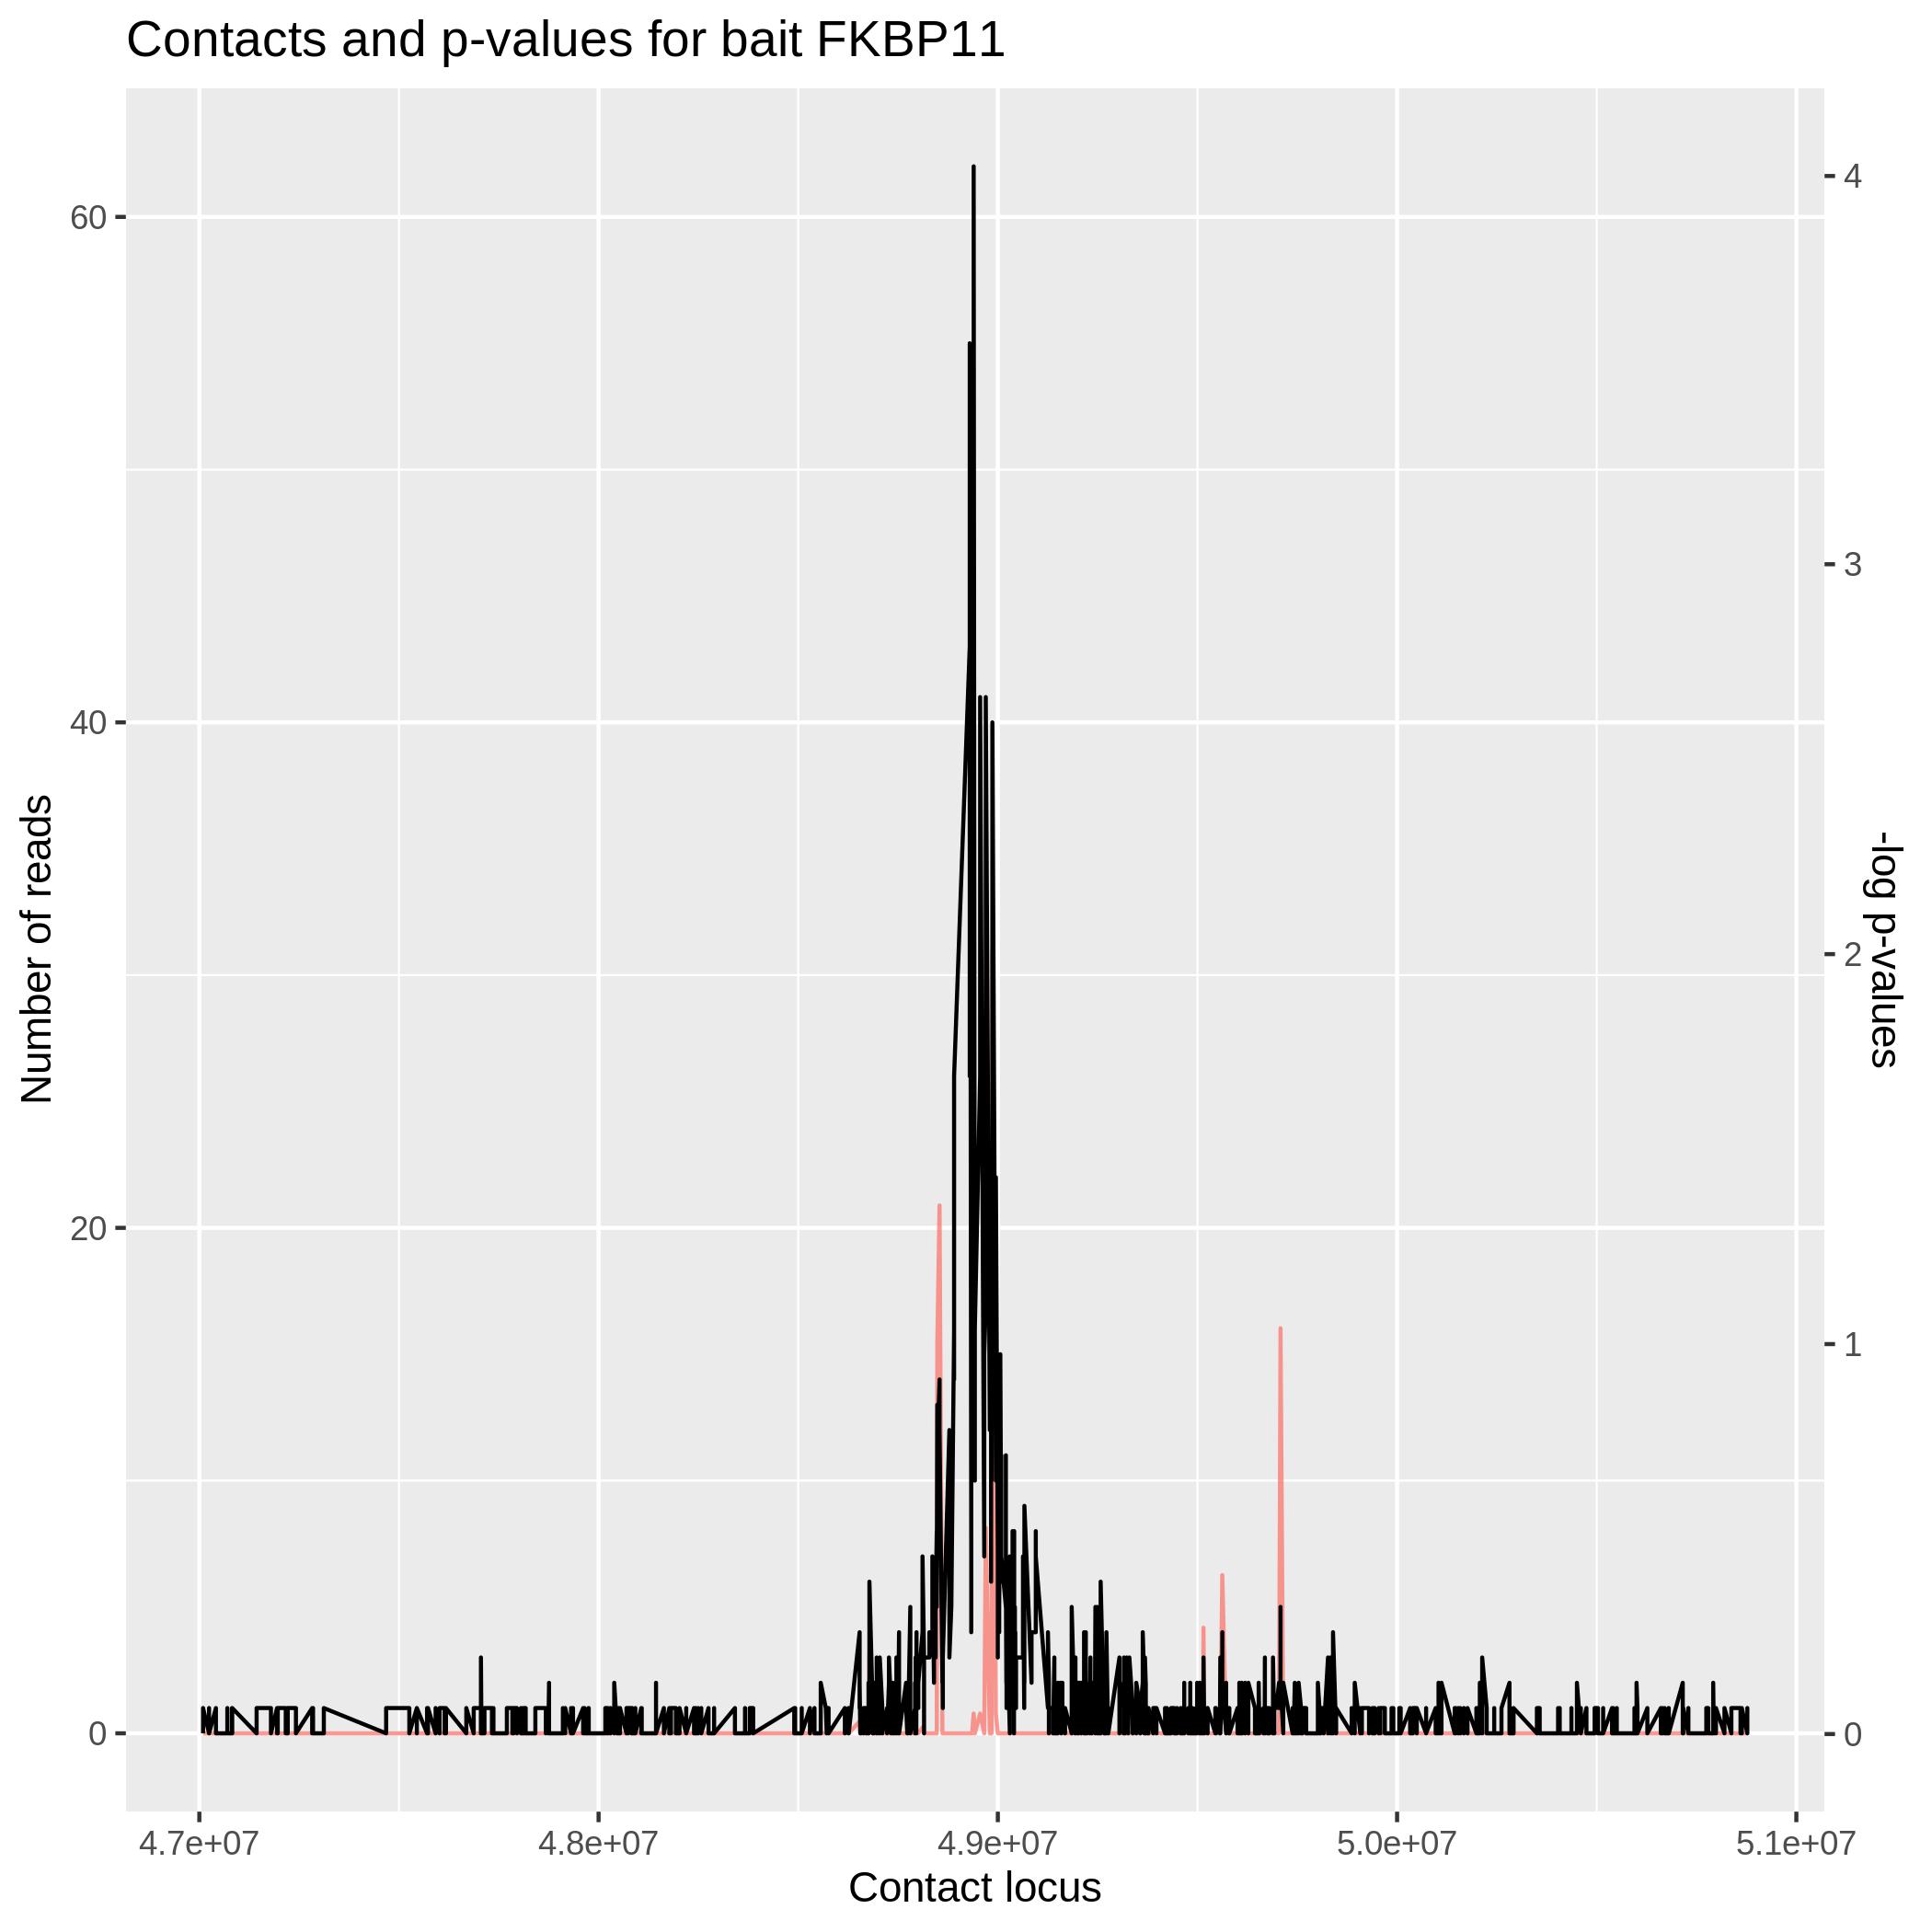 Contacts and p-values for bait FKBP11
60
40
20
0
4
3
2
1
0
Number of reads
-log p-values
4.7e+07 4.8e+07 4.9e+07 5.0e+07 5.1e+07
Contact locus